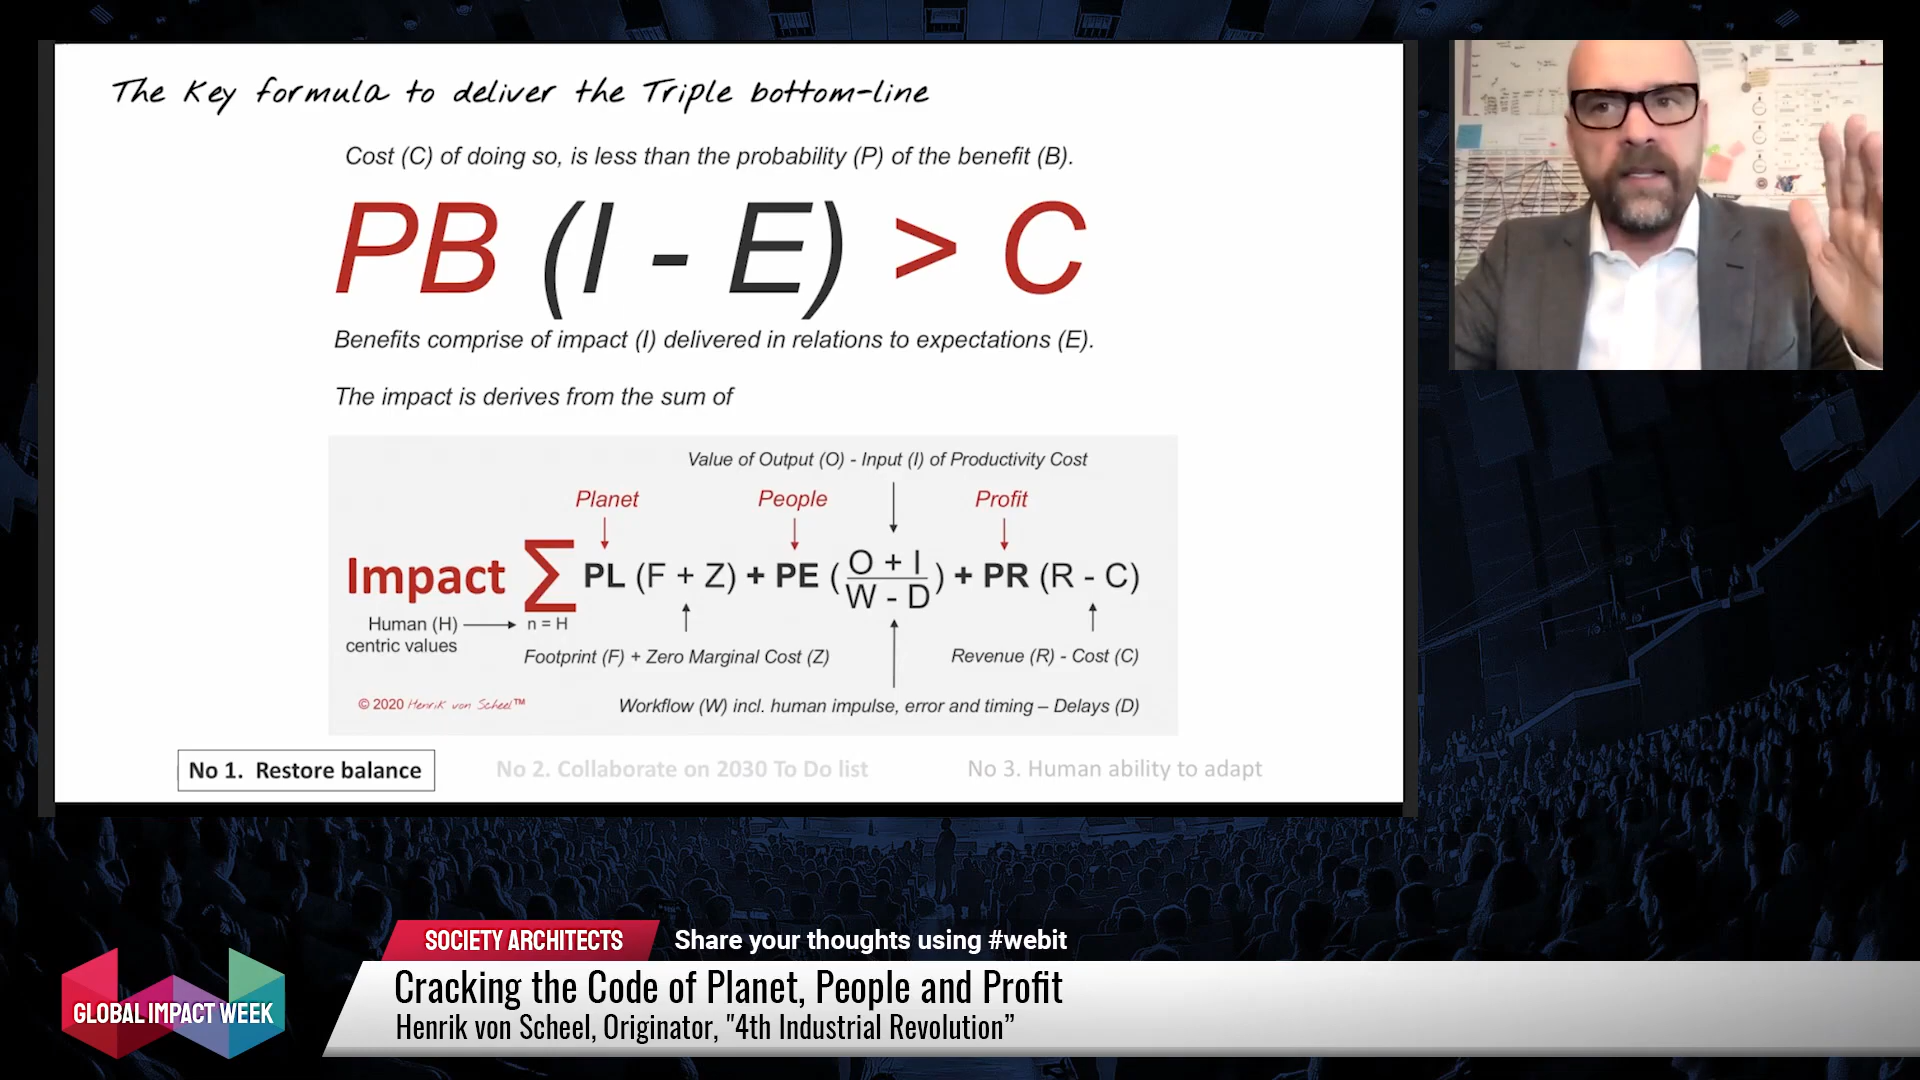 The Key formula to deliver the Triple bottom-line
Cost (C) of doing so, is less than the probability (P) of the benefit (B).
PB (I - E) > C
Benefits comprise of impact (I) delivered in relations to expectations (E).
The impact is derives from the sum of
Value of Output (O) - Input (I) of Productivity Cost
Planet People Profit
Impact ∑ PL (F + Z) + PE (O + I / W - D) + PR (R - C)
Human (H) n = H
centric values
Footprint (F) + Zero Marginal Cost (Z) Revenue (R) - Cost (C)
© 2020 Henrik von Scheel™ Workflow (W) incl. human impulse, error and timing – Delays (D)
No 1. Restore balance No 2. Collaborate on 2030 To Do list No 3. Human ability to adapt
SOCIETY ARCHITECTS Share your thoughts using #webit
Cracking the Code of Planet, People and Profit
GLOBAL IMPACT WEEK
Henrik von Scheel, Originator, "4th Industrial Revolution”